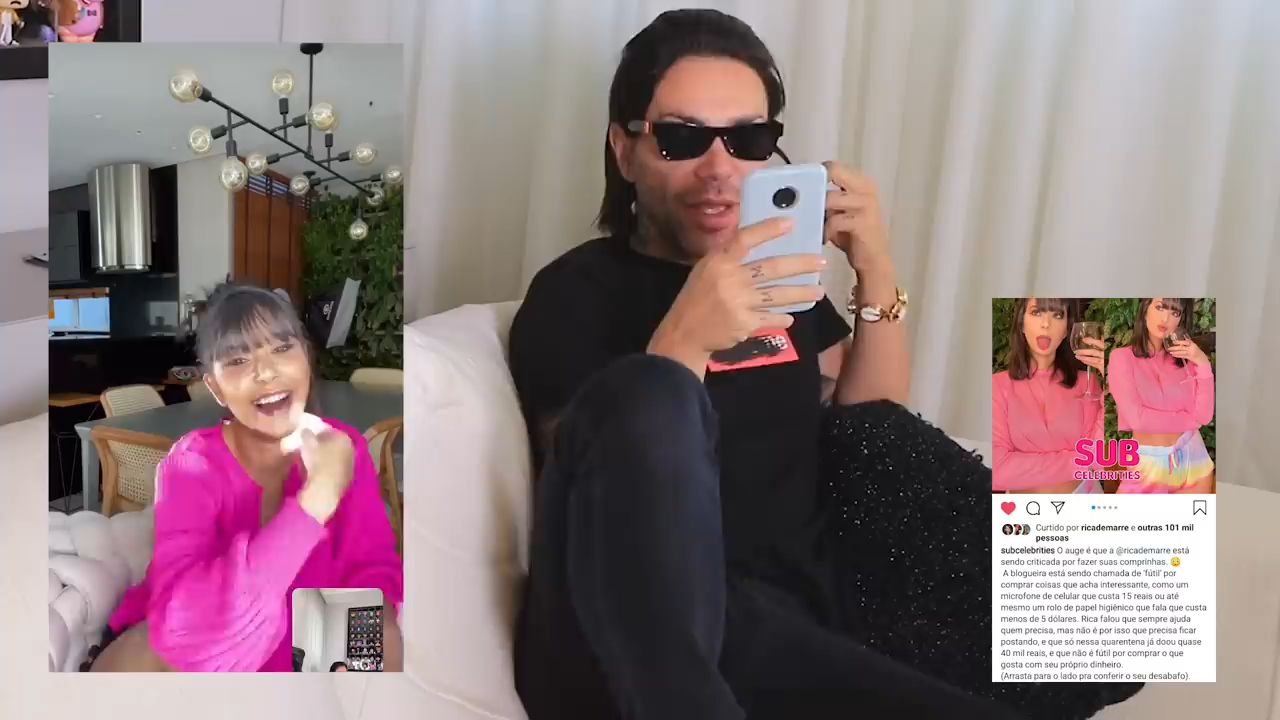 SUB
CELEBRITIES
Curtido por ricademarre e outras 101 mil
pessoas
subcelebrities O auge é que a @ricademarre está
sendo criticada por fazer suas comprinhas. 😳
A blogueira está sendo chamada de 'fútil' por
comprar coisas que acha interessante, como um
microfone de celular que custa 15 reais ou até
mesmo um rolo de papel higiênico que fala que custa
menos de 5 dólares. Rica falou que sempre ajuda
quem precisa, mas não é por isso que precisa ficar
postando, e que só nessa quarentena já doou quase
40 mil reais, e que não é fútil por comprar o que
gosta com seu próprio dinheiro.
(Arrasta para o lado pra conferir o seu desabafo).